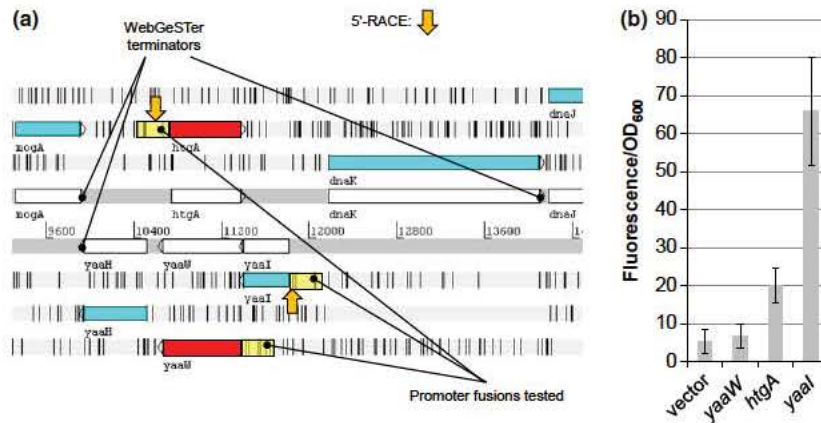 (a)
WebGeSTer
terminators
5'-RACE:
dnaJ
mogA
htgA
dnaK
mogA
htgA
dnaK
dnaJ
9600 10400 11200 12000 12800 13600 14
yaaH
yaaW
yaaI
yaaI
yaaH
yaaW
Promoter fusions tested
(b)
Fluorescence/OD600
90
80
70
60
50
40
30
20
10
0
vector
yaaW
htgA
yaaI